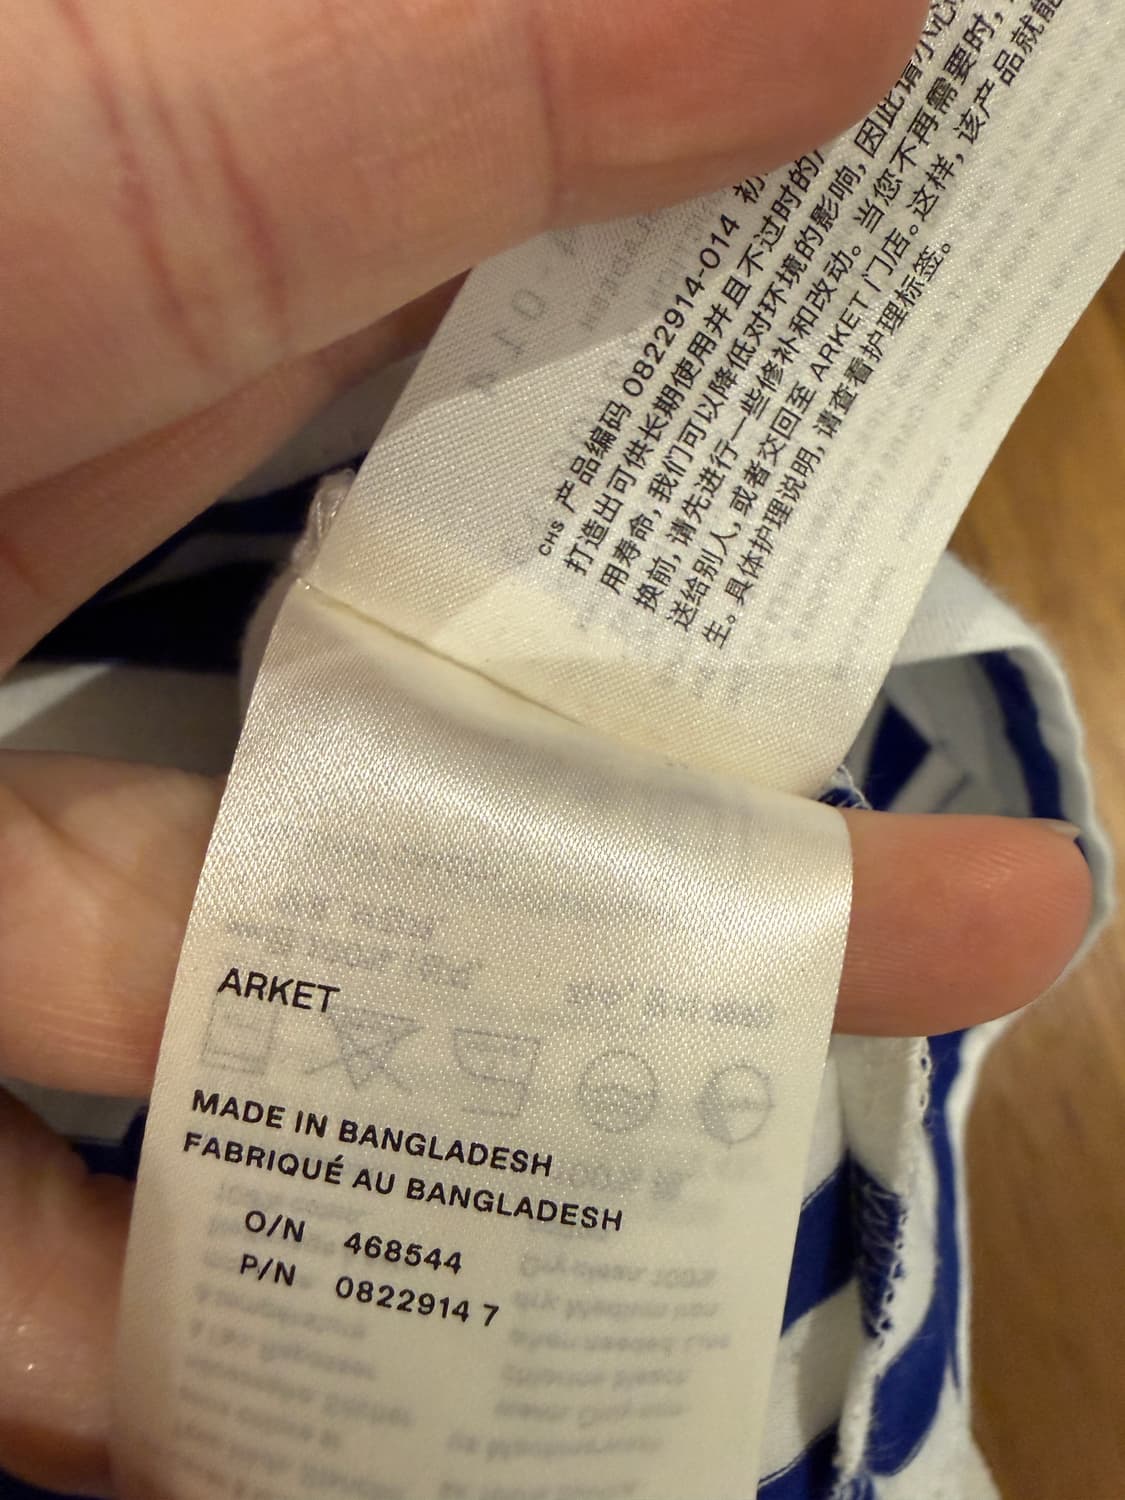 CHS 产品编码 0822914-014 初
打造出可供长期使用并且不过时的
用寿命，我们可以降低对环境的影响，因此请小心
换前，请先进行一些修补和改动。当您不再需要时，
送给别人，或者交回至 ARKET 门店。这样，该产品就能
生。具体护理说明，请查看护理标签。
ARKET
MADE IN BANGLADESH
FABRIQUÉ AU BANGLADESH
O/N 468544
P/N 0822914 7